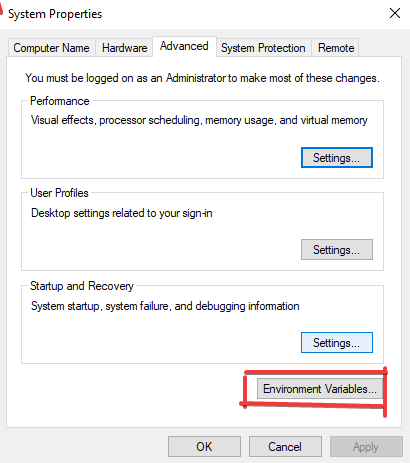 System Properties
Computer Name
Hardware
Advanced
System Protection
Remote
You must be logged on as an Administrator to make most of these changes.
Performance
Visual effects, processor scheduling, memory usage, and virtual memory
Settings...
User Profiles
Desktop settings related to your sign-in
Settings...
Startup and Recovery
System startup, system failure, and debugging information
Settings...
Environment Variables...
OK
Cancel
Apply